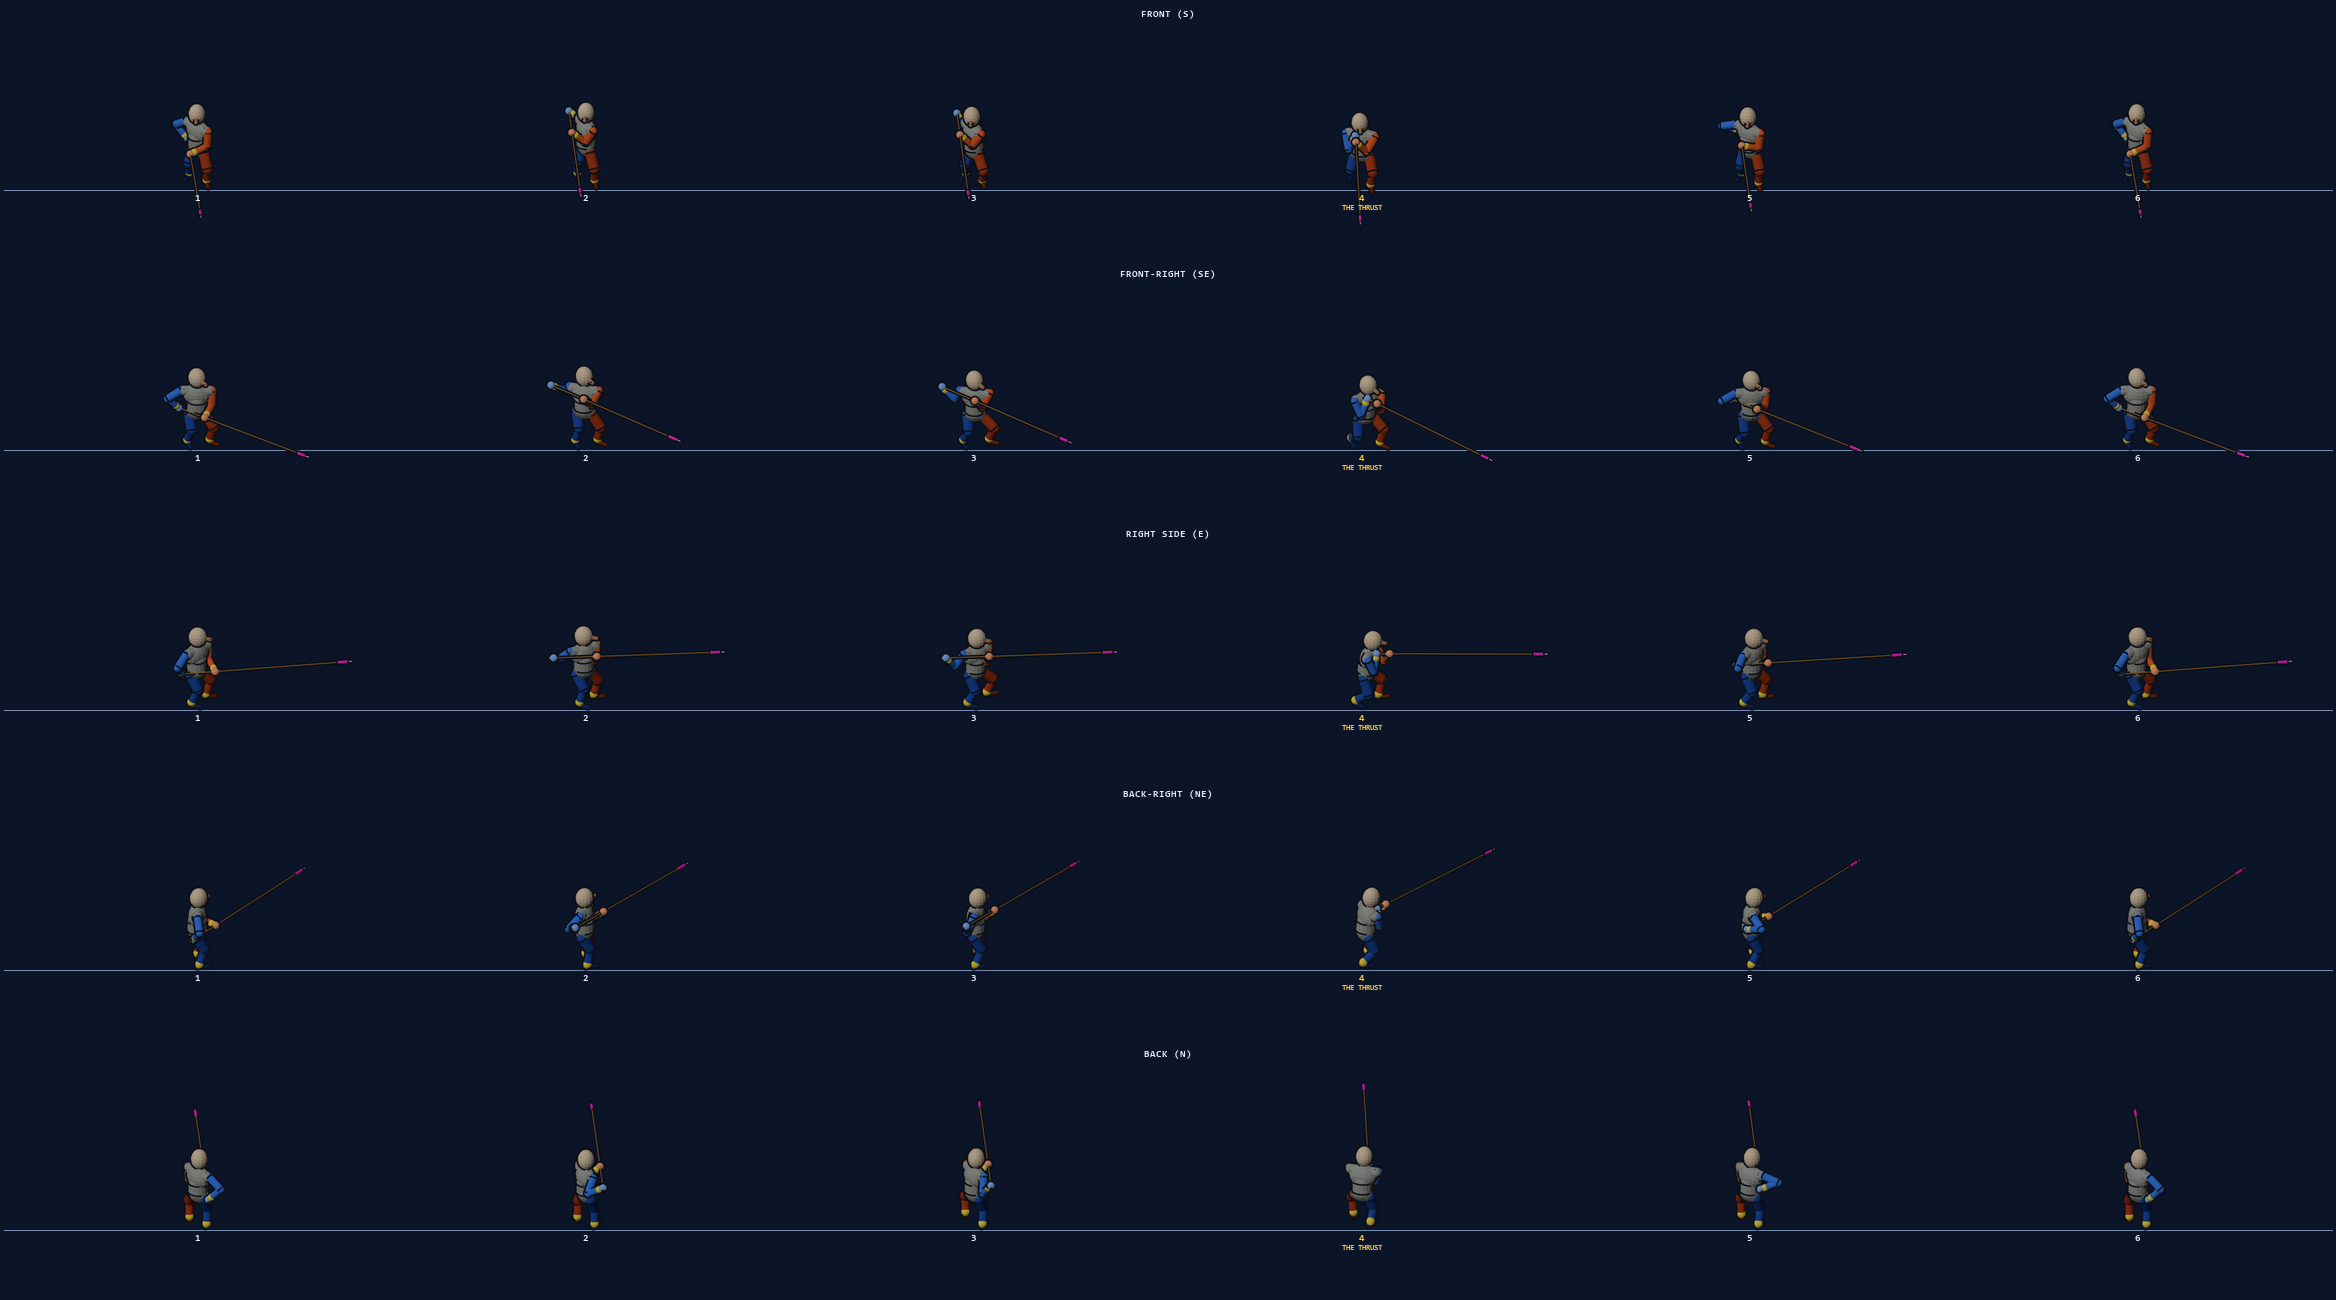 FRONT (S)
1 2 3 4 5 6
THE THRUST
FRONT-RIGHT (SE)
1 2 3 4 5 6
THE THRUST
RIGHT SIDE (E)
1 2 3 4 5 6
THE THRUST
BACK-RIGHT (NE)
1 2 3 4 5 6
THE THRUST
BACK (N)
1 2 3 4 5 6
THE THRUST